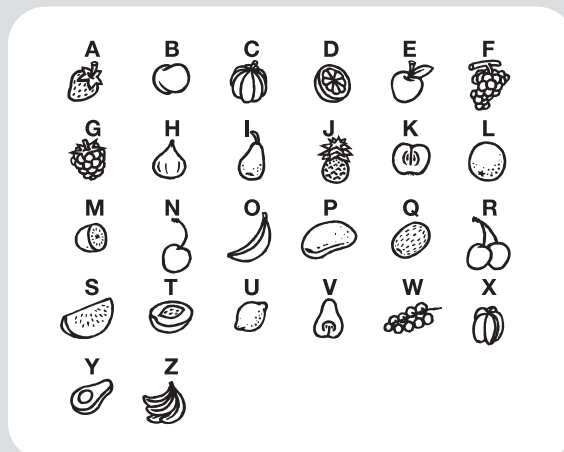 A B C D E F
G H I J K L
M N O P Q R
S T U V W X
Y Z